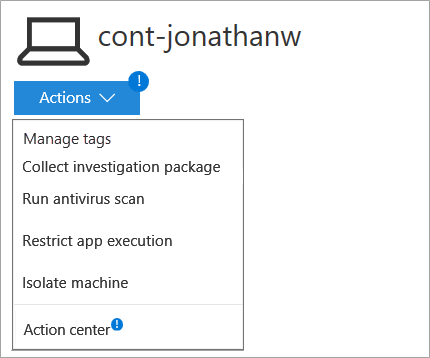 cont-jonathanw
!
Actions
Manage tags
Collect investigation package
Run antivirus scan
Restrict app execution
Isolate machine
Action center !